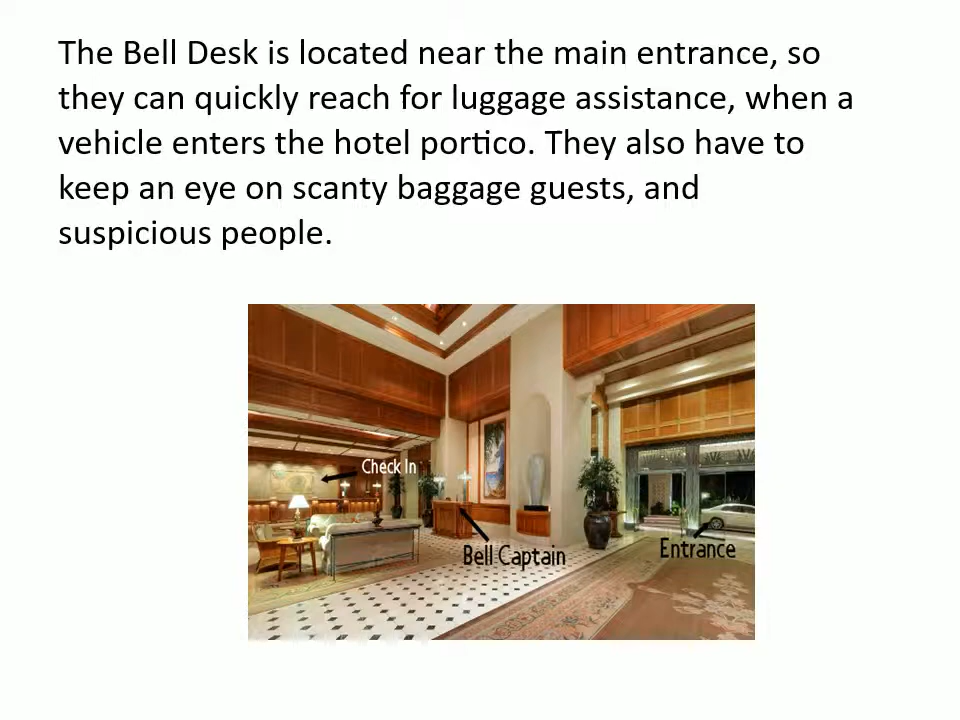 The Bell Desk is located near the main entrance, so
they can quickly reach for luggage assistance, when a
vehicle enters the hotel portico. They also have to
keep an eye on scanty baggage guests, and
suspicious people.
Check In
Bell Captain
Entrance